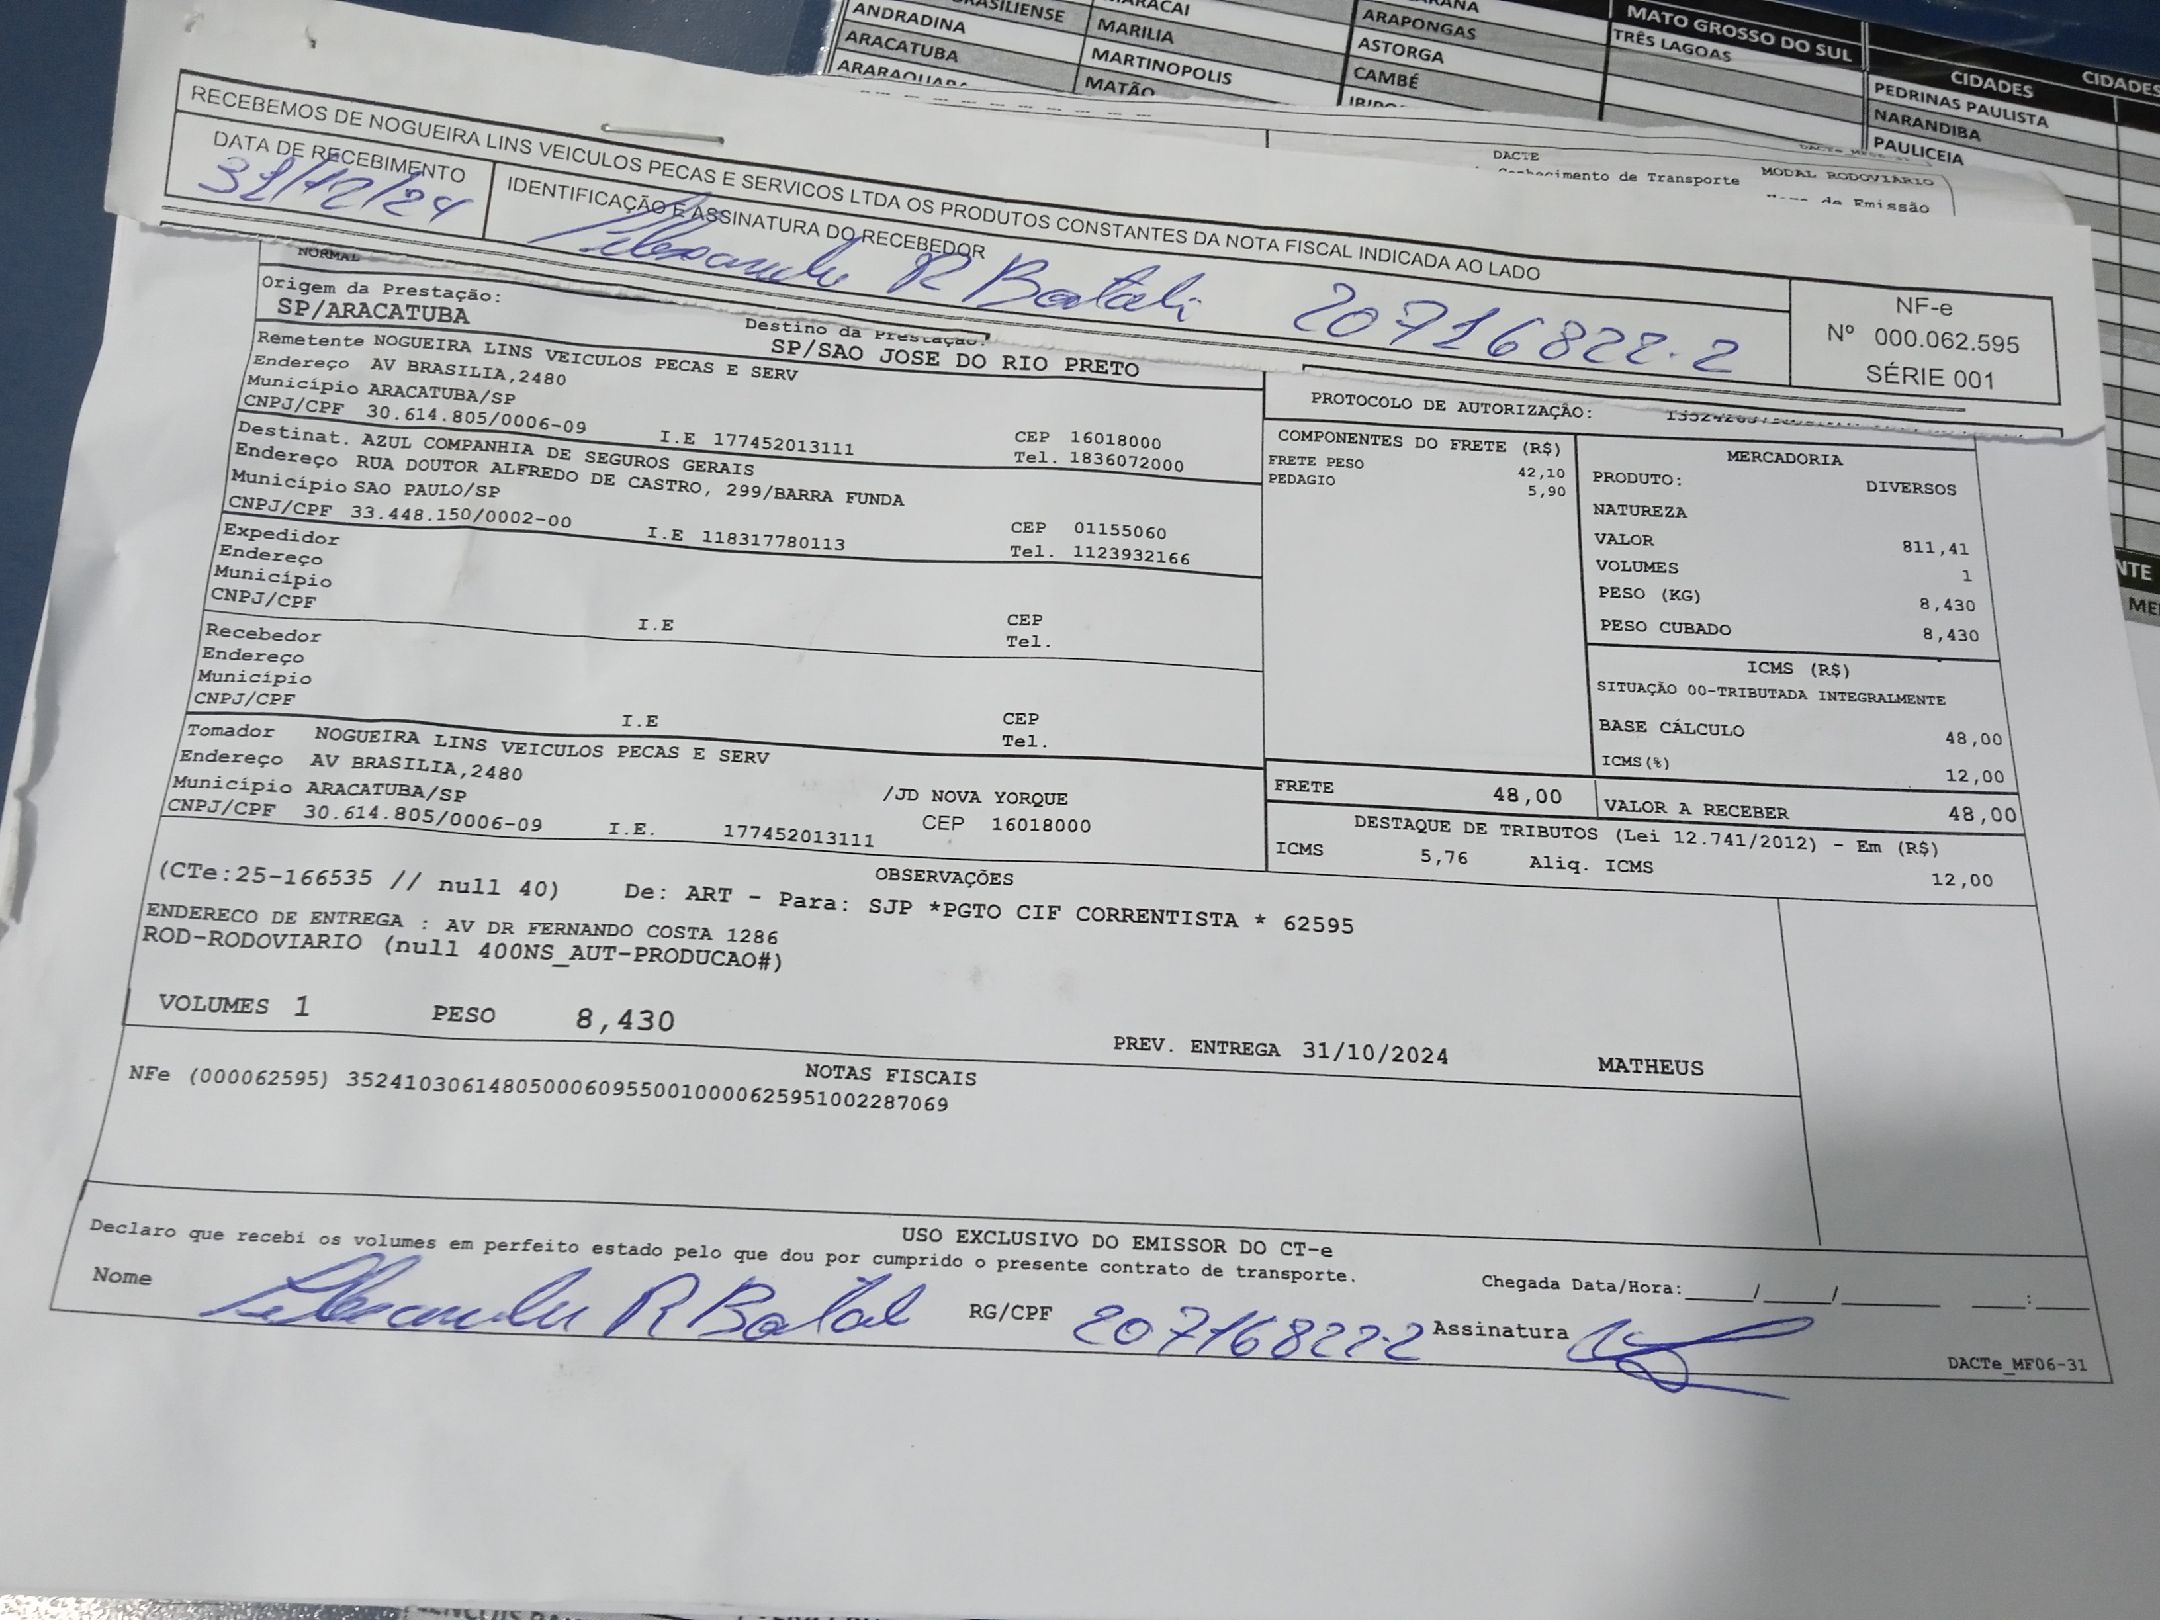 ANDRADINA
ARACATUBA
BRASILIENSE
MARACAI
MARILIA
MARTINOPOLIS
MATÃO
ARAPONGAS
ASTORGA
CAMBÉ
MATO GROSSO DO SUL
TRÊS LAGOAS
CIDADES
PEDRINAS PAULISTA
NARANDIBA
PAULICEIA
DACTE
MODAL RODOVIARIO
de Transporte
de Emissão
RECEBEMOS DE NOGUEIRA LINS VEICULOS PECAS E SERVICOS LTDA OS PRODUTOS CONSTANTES DA NOTA FISCAL INDICADA AO LADO
DATA DE RECEBIMENTO
31/12/24
IDENTIFICAÇÃO E ASSINATURA DO RECEBEDOR
20716822-2
NF-e
Nº 000.062.595
SÉRIE 001
NORMAL
Origem da Prestação:
SP/ARACATUBA
Destino da Prestação:
SP/SAO JOSE DO RIO PRETO
Remetente NOGUEIRA LINS VEICULOS PECAS E SERV
Endereço AV BRASILIA,2480
Município ARACATUBA/SP
CEP 16018000
CNPJ/CPF 30.614.805/0006-09 I.E 177452013111 Tel. 1836072000
Destinat. AZUL COMPANHIA DE SEGUROS GERAIS
Endereço RUA DOUTOR ALFREDO DE CASTRO, 299/BARRA FUNDA
Município SAO PAULO/SP
CEP 01155060
CNPJ/CPF 33.448.150/0002-00 I.E 118317780113 Tel. 1123932166
Expedidor
Endereço
Município
CEP
CNPJ/CPF I.E Tel.
Recebedor
Endereço
Município
CEP
CNPJ/CPF I.E Tel.
Tomador NOGUEIRA LINS VEICULOS PECAS E SERV
Endereço AV BRASILIA,2480 /JD NOVA YORQUE
Município ARACATUBA/SP CEP 16018000
CNPJ/CPF 30.614.805/0006-09 I.E. 177452013111
PROTOCOLO DE AUTORIZAÇÃO:
COMPONENTES DO FRETE (R$)
FRETE PESO 42,10
PEDAGIO 5,90
MERCADORIA
PRODUTO: DIVERSOS
NATUREZA
VALOR 811,41
VOLUMES 1
PESO (KG) 8,430
PESO CUBADO 8,430
ICMS (R$)
SITUAÇÃO 00-TRIBUTADA INTEGRALMENTE
BASE CÁLCULO 48,00
ICMS(%) 12,00
FRETE 48,00
VALOR A RECEBER 48,00
DESTAQUE DE TRIBUTOS (Lei 12.741/2012) - Em (R$)
ICMS 5,76 Aliq. ICMS 12,00
OBSERVAÇÕES
(CTe:25-166535 // null 40) De: ART - Para: SJP *PGTO CIF CORRENTISTA * 62595
ENDERECO DE ENTREGA : AV DR FERNANDO COSTA 1286
ROD-RODOVIARIO (null 400NS_AUT-PRODUCAO#)
VOLUMES 1 PESO 8,430
PREV. ENTREGA 31/10/2024 MATHEUS
NOTAS FISCAIS
NFe (000062595) 35241030614805000609550010000625951002287069
USO EXCLUSIVO DO EMISSOR DO CT-e
Declaro que recebi os volumes em perfeito estado pelo que dou por cumprido o presente contrato de transporte.
Chegada Data/Hora:____/____/______ ___:___
Nome
RG/CPF 20716822-2 Assinatura
DACTe_MF06-31